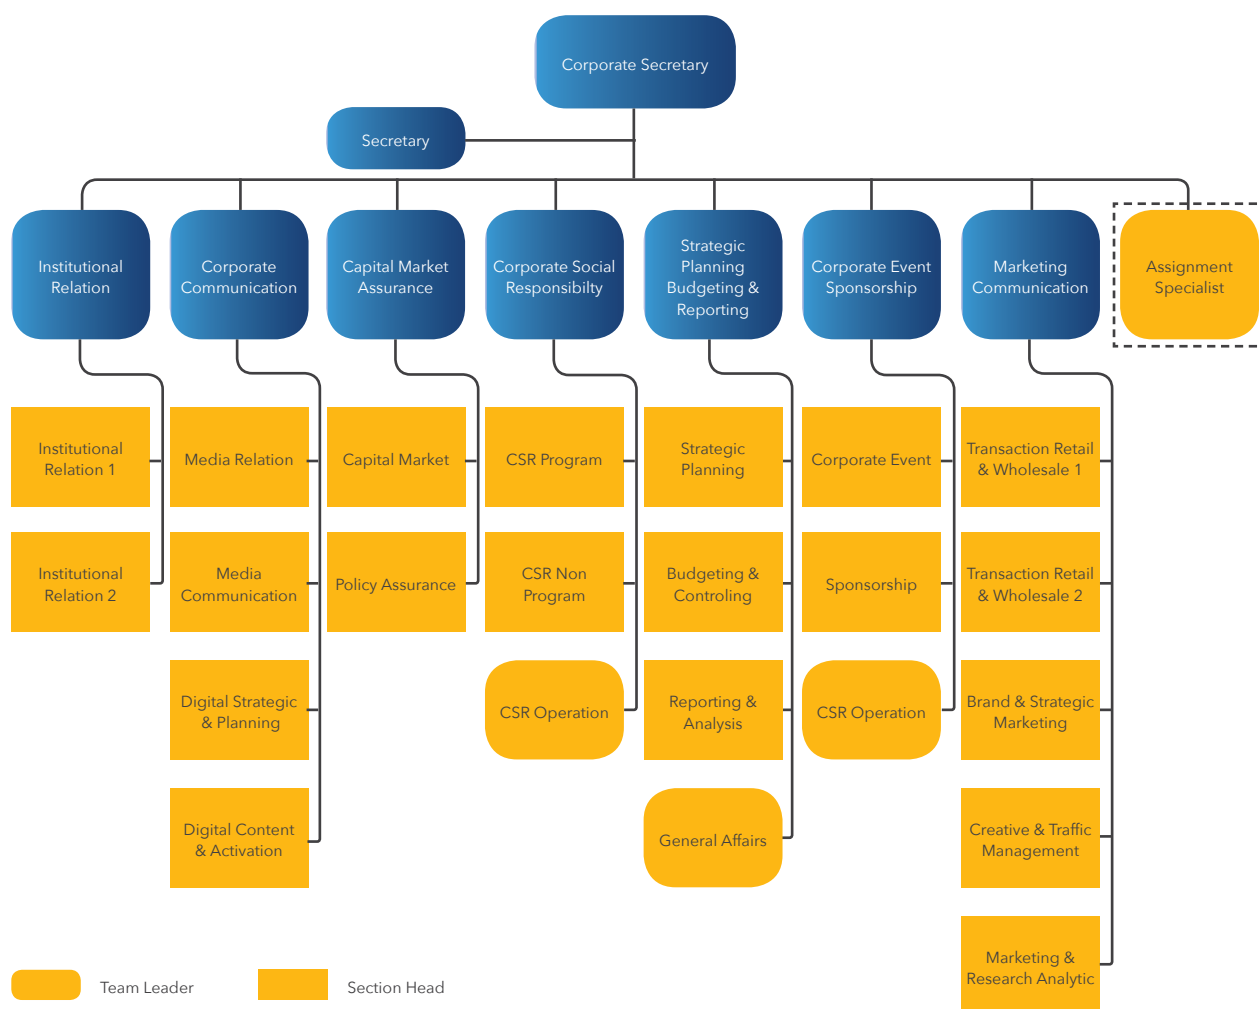 Corporate Secretary
Secretary
Institutional
Relation
Corporate
Communication
Capital Market
Assurance
Corporate Social
Responsibilty
Strategic
Planning
Budgeting &
Reporting
Corporate Event
Sponsorship
Marketing
Communication
Assignment
Specialist
Institutional
Relation 1
Media Relation
Capital Market
CSR Program
Strategic
Planning
Corporate Event
Transaction Retail
& Wholesale 1
Institutional
Relation 2
Media
Communication
Policy Assurance
CSR Non
Program
Budgeting &
Controling
Sponsorship
Transaction Retail
& Wholesale 2
Digital Strategic
& Planning
CSR Operation
Reporting &
Analysis
CSR Operation
Brand & Strategic
Marketing
Digital Content
& Activation
General Affairs
Creative & Traffic
Management
Marketing &
Research Analytic
Team Leader
Section Head